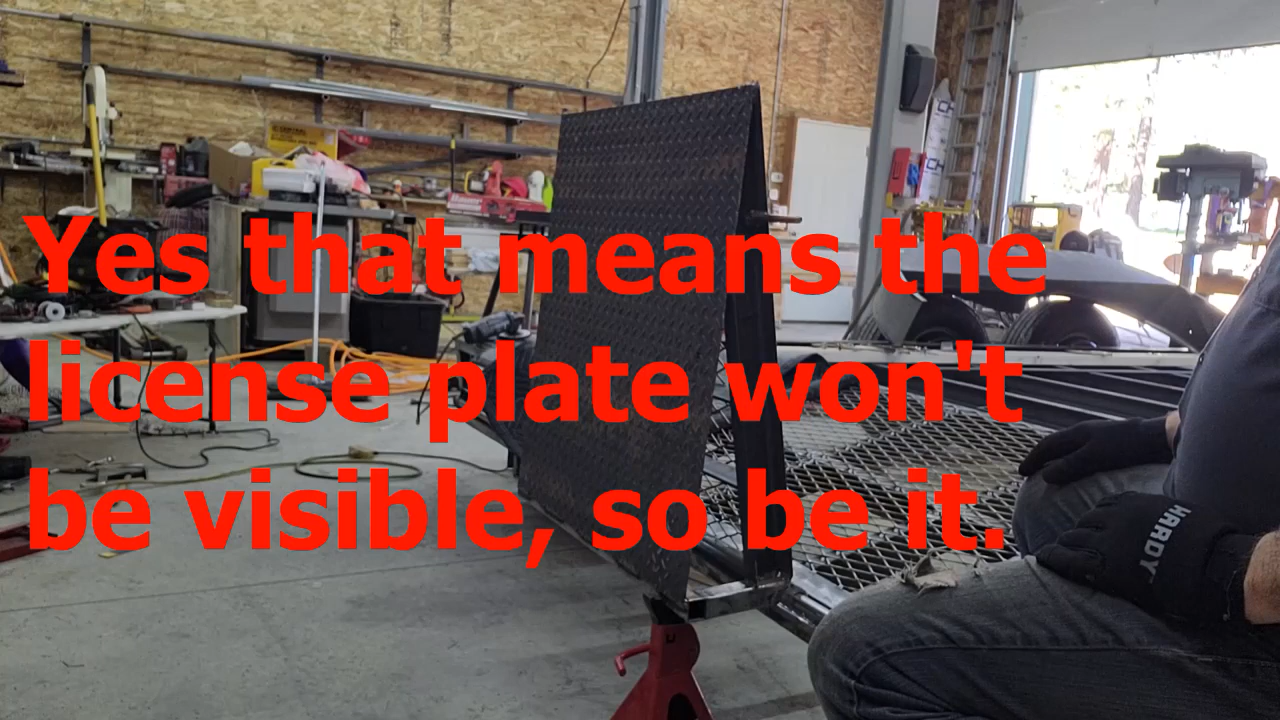 Yes that means the
license plate won't
be visible, so be it.
HARDY